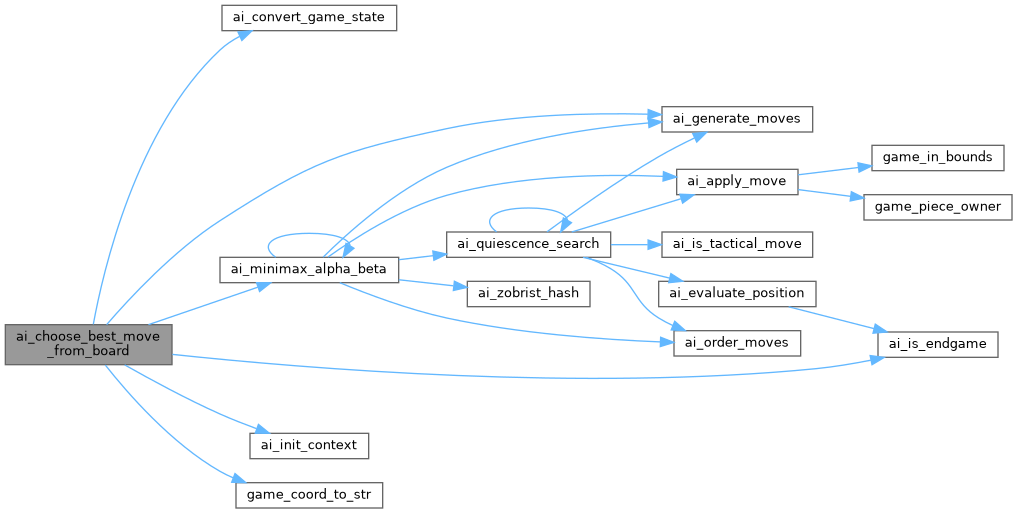 ai_convert_game_state
ai_generate_moves
game_in_bounds
ai_apply_move
game_piece_owner
ai_quiescence_search
ai_is_tactical_move
ai_minimax_alpha_beta
ai_zobrist_hash
ai_evaluate_position
ai_order_moves
ai_is_endgame
ai_choose_best_move
_from_board
ai_init_context
game_coord_to_str